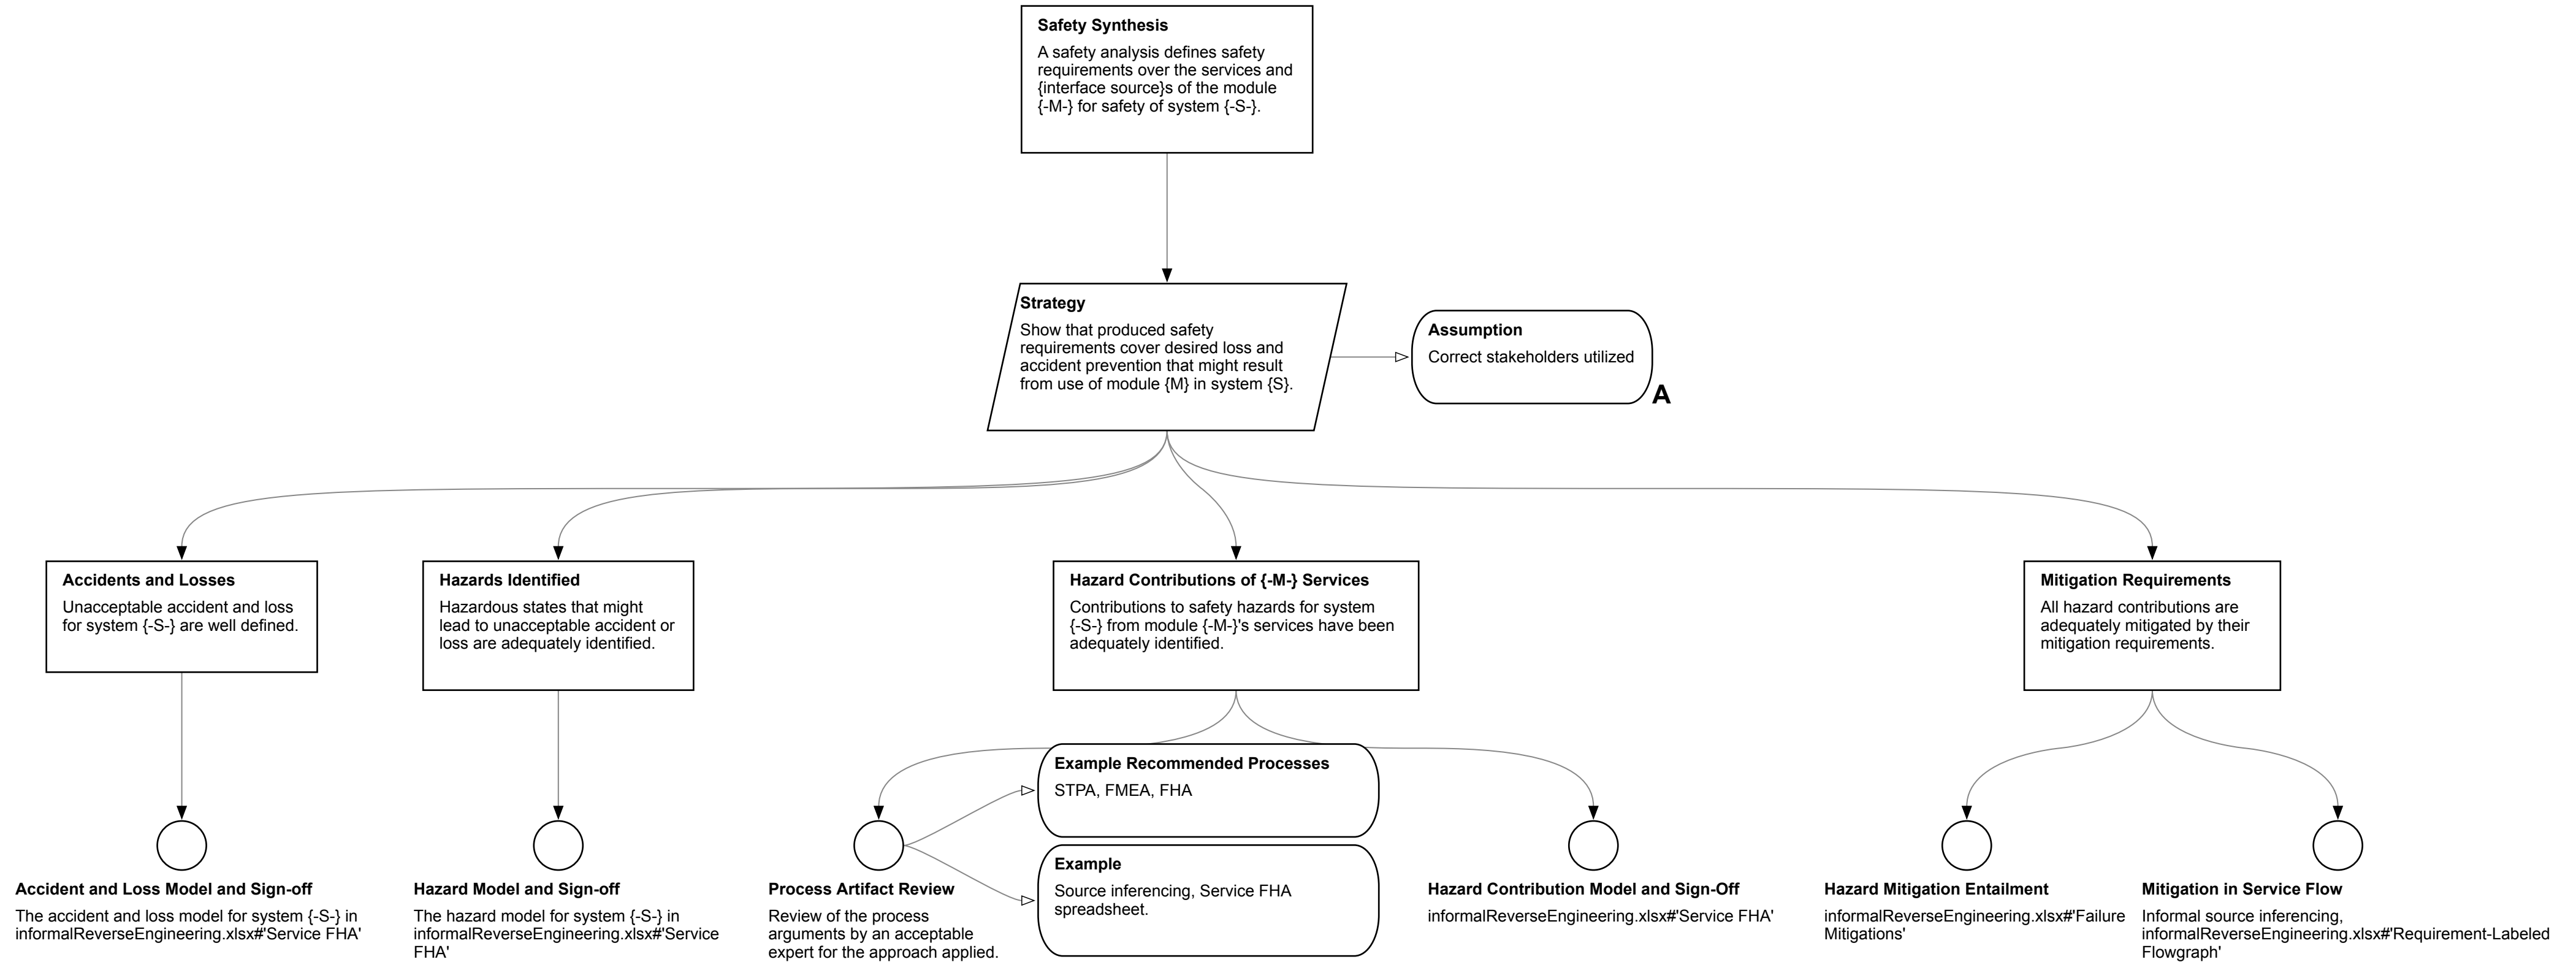 Safety Synthesis
A safety analysis defines safety
requirements over the services and
{interface source}s of the module
{-M-} for safety of system {-S-}.
Strategy
Show that produced safety
requirements cover desired loss and
accident prevention that might result
from use of module {M} in system {S}.
Assumption
Correct stakeholders utilized
A
Accidents and Losses
Unacceptable accident and loss
for system {-S-} are well defined.
Hazards Identified
Hazardous states that might
lead to unacceptable accident or
loss are adequately identified.
Hazard Contributions of {-M-} Services
Contributions to safety hazards for system
{-S-} from module {-M-}'s services have been
adequately identified.
Mitigation Requirements
All hazard contributions are
adequately mitigated by their
mitigation requirements.
Example Recommended Processes
STPA, FMEA, FHA
Example
Source inferencing, Service FHA
spreadsheet.
Accident and Loss Model and Sign-off
The accident and loss model for system {-S-} in
informalReverseEngineering.xlsx#'Service FHA'
Hazard Model and Sign-off
The hazard model for system {-S-} in
informalReverseEngineering.xlsx#'Service
FHA'
Process Artifact Review
Review of the process
arguments by an acceptable
expert for the approach applied.
Hazard Contribution Model and Sign-Off
informalReverseEngineering.xlsx#'Service FHA'
Hazard Mitigation Entailment
informalReverseEngineering.xlsx#'Failure
Mitigations'
Mitigation in Service Flow
Informal source inferencing,
informalReverseEngineering.xlsx#'Requirement-Labeled
Flowgraph'